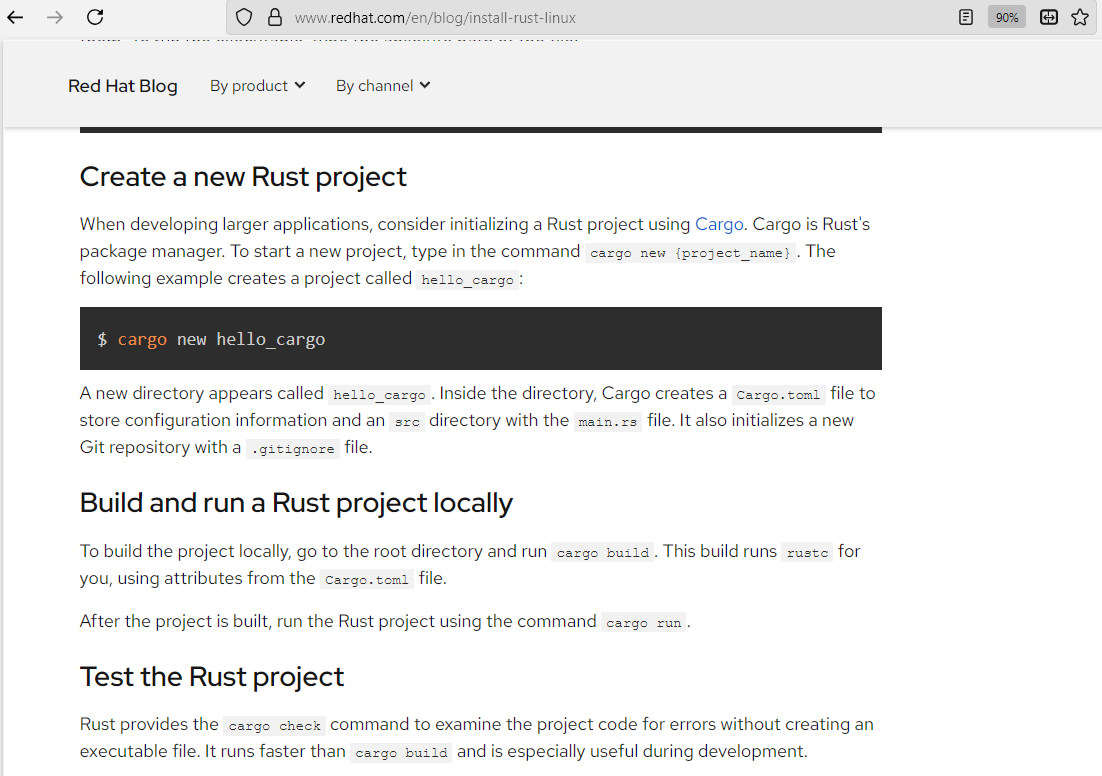 www.redhat.com/en/blog/install-rust-linux
90%
Red Hat Blog By product By channel
Create a new Rust project
When developing larger applications, consider initializing a Rust project using Cargo. Cargo is Rust's
package manager. To start a new project, type in the command cargo new {project_name}. The
following example creates a project called hello_cargo:
$ cargo new hello_cargo
A new directory appears called hello_cargo. Inside the directory, Cargo creates a Cargo.toml file to
store configuration information and an src directory with the main.rs file. It also initializes a new
Git repository with a .gitignore file.
Build and run a Rust project locally
To build the project locally, go to the root directory and run cargo build. This build runs rustc for
you, using attributes from the Cargo.toml file.
After the project is built, run the Rust project using the command cargo run.
Test the Rust project
Rust provides the cargo check command to examine the project code for errors without creating an
executable file. It runs faster than cargo build and is especially useful during development.